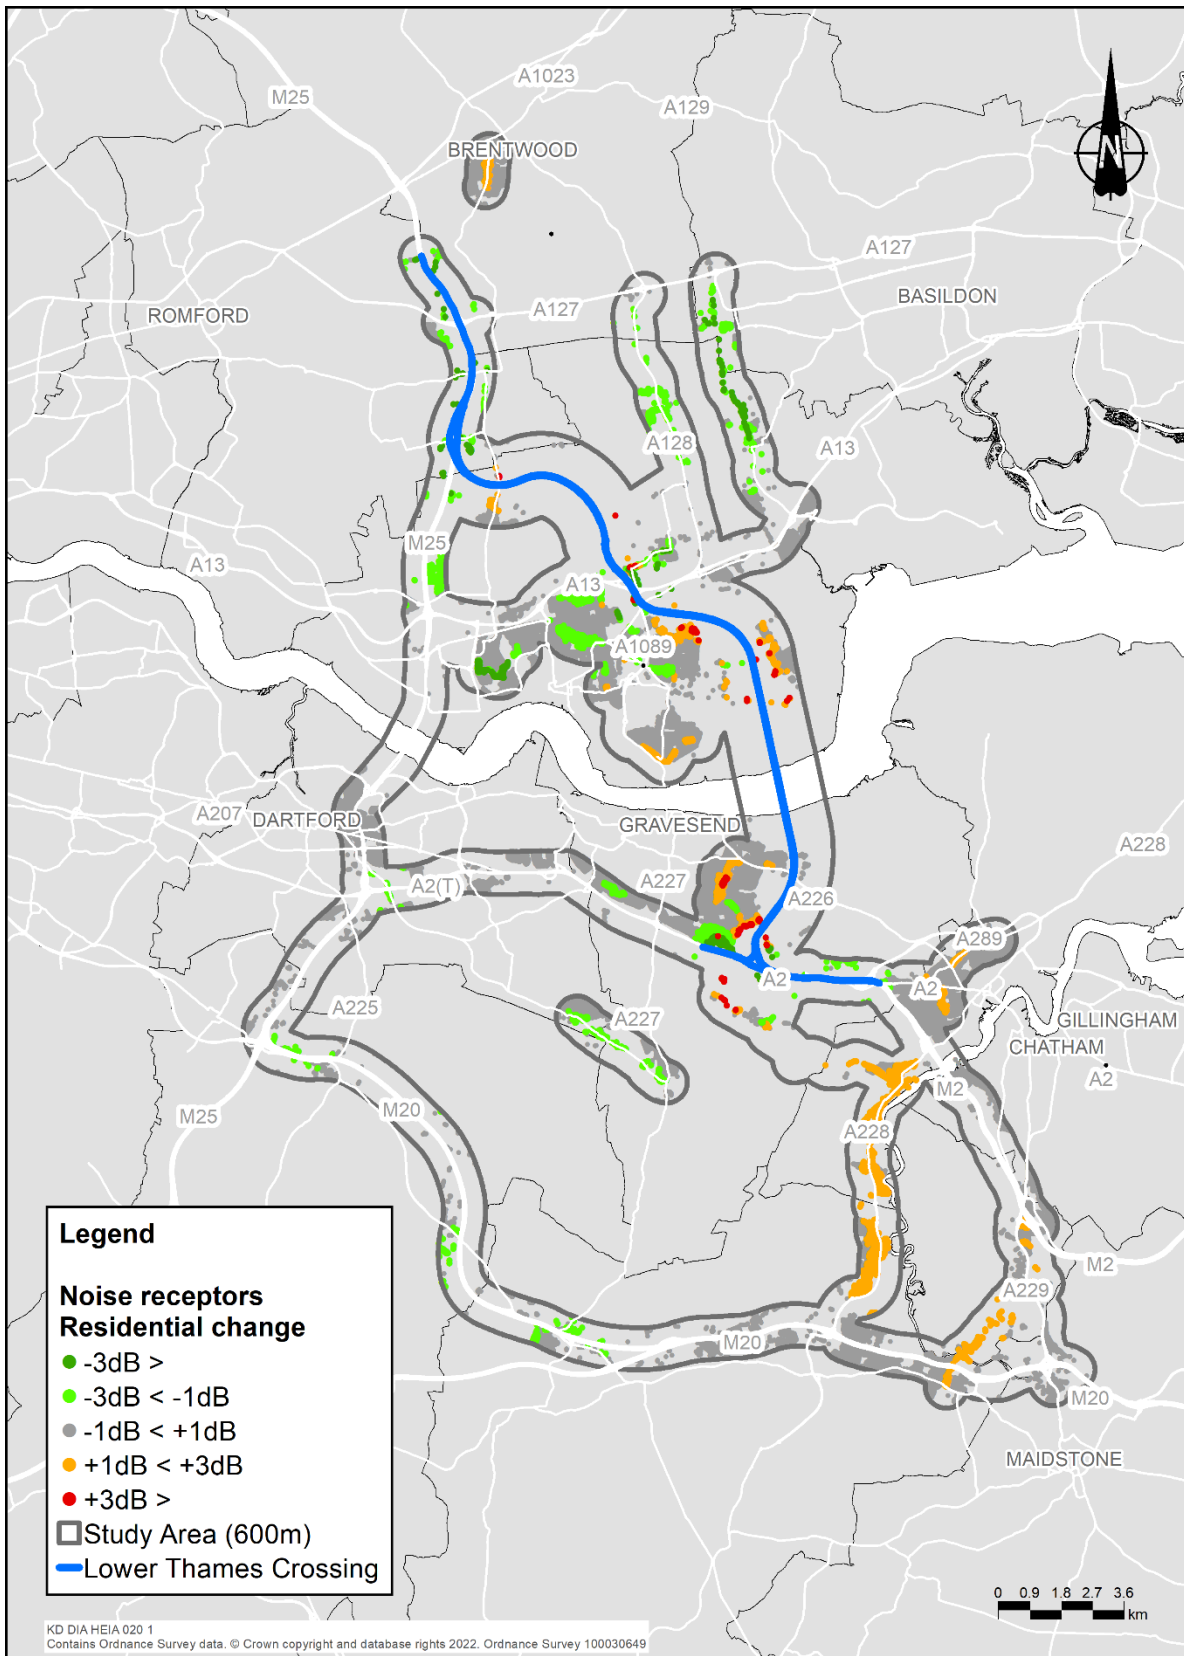 A1023
M25
A129
BRENTWOOD
N
A127
BASILDON
ROMFORD
A127
A128
A13
M25
A13
A13
A1089
A207
DARTFORD
GRAVESEND
A228
A2(T)
A227
A226
A289
A2
A2
A225
A227
GILLINGHAM
CHATHAM
A2
M25
M20
M2
A228
M2
A229
M20
M20
MAIDSTONE
Legend
Noise receptors
Residential change
-3dB >
-3dB < -1dB
-1dB < +1dB
+1dB < +3dB
+3dB >
Study Area (600m)
Lower Thames Crossing
0 0.9 1.8 2.7 3.6
km
KD DIA HEIA 020 1
Contains Ordnance Survey data. © Crown copyright and database rights 2022. Ordnance Survey 100030649